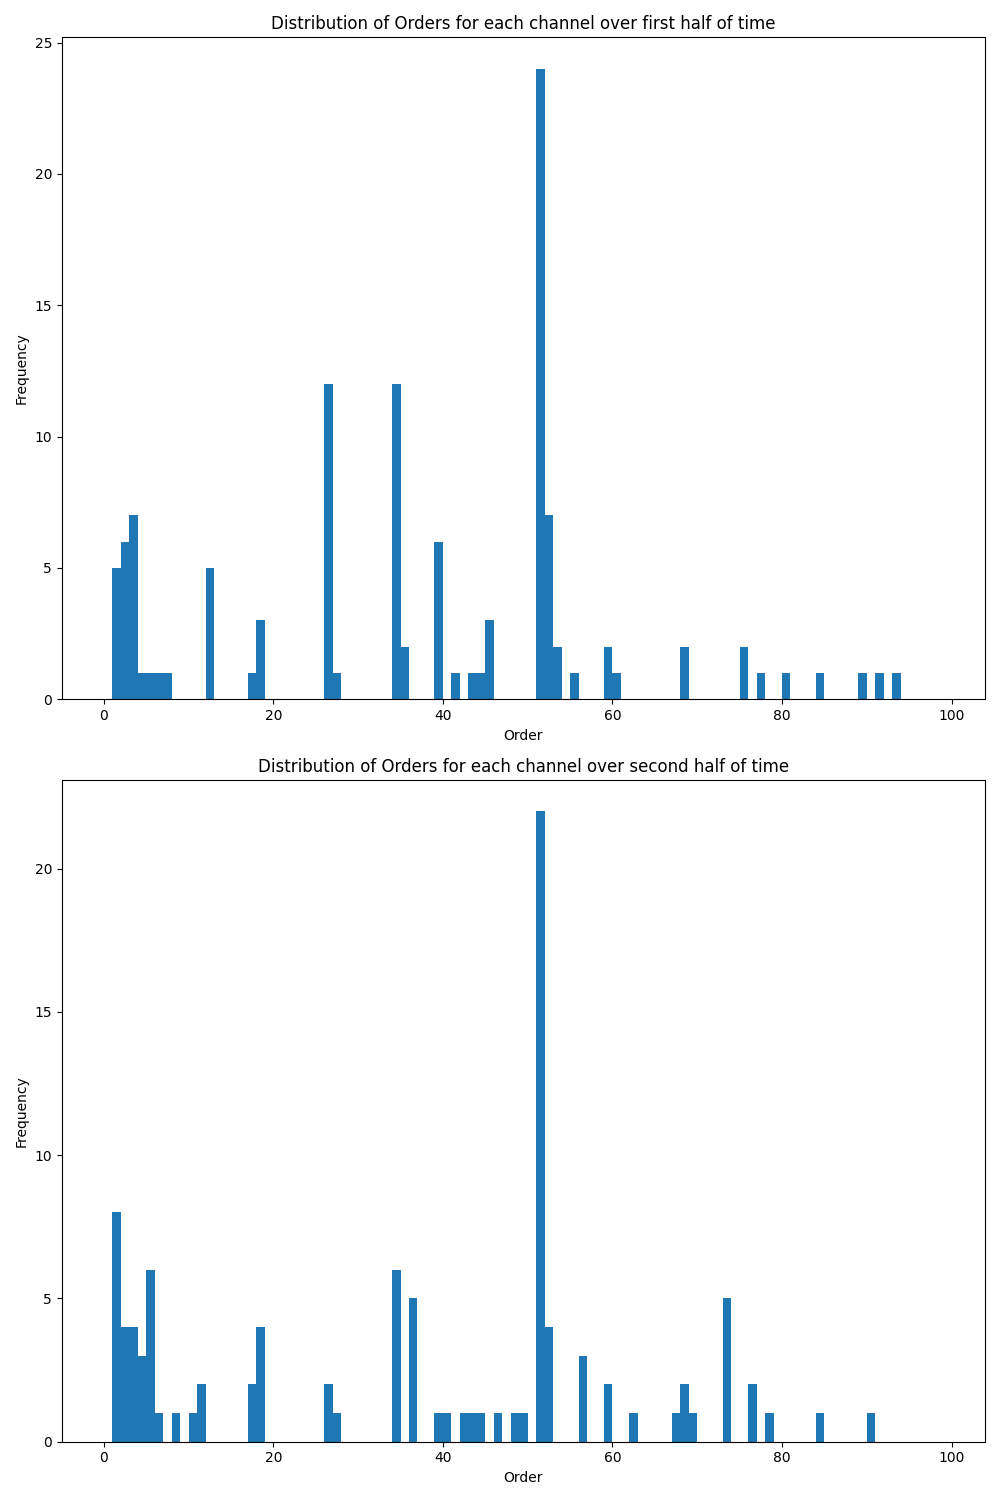 Distribution of Orders for each channel over first half of time
25
20
15
10
5
0
Frequency
0 20 40 60 80 100
Order
Distribution of Orders for each channel over second half of time
20
15
10
5
0
Frequency
0 20 40 60 80 100
Order